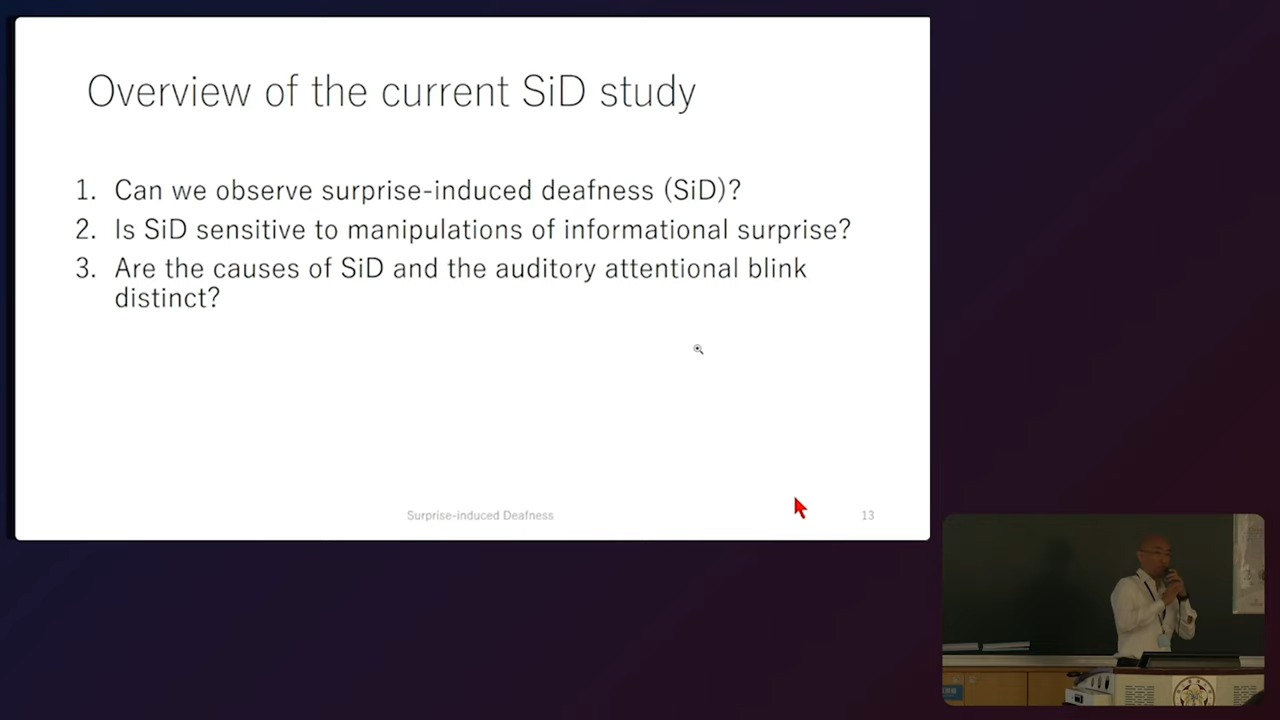 Overview of the current SiD study
1. Can we observe surprise-induced deafness (SiD)?
2. Is SiD sensitive to manipulations of informational surprise?
3. Are the causes of SiD and the auditory attentional blink
distinct?
Surprise-induced Deafness
13